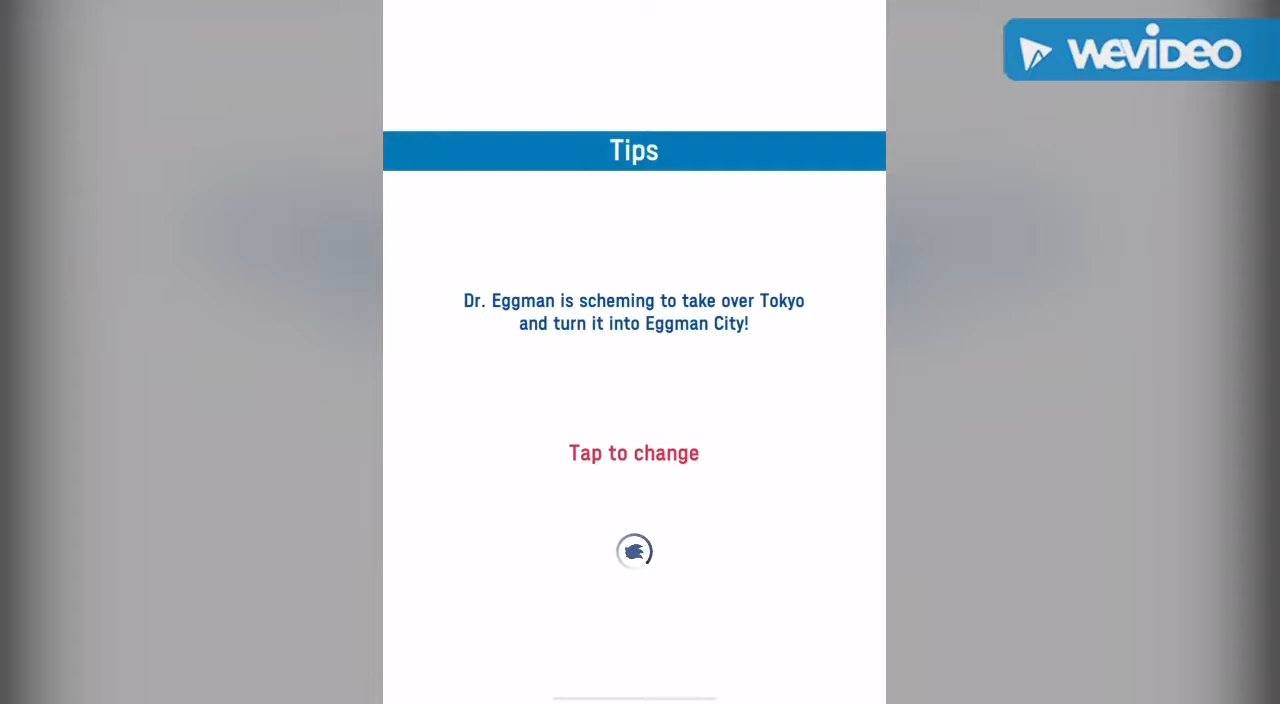 WEVIDEO
Tips
Dr. Eggman is scheming to take over Tokyo
and turn it into Eggman City!
Tap to change